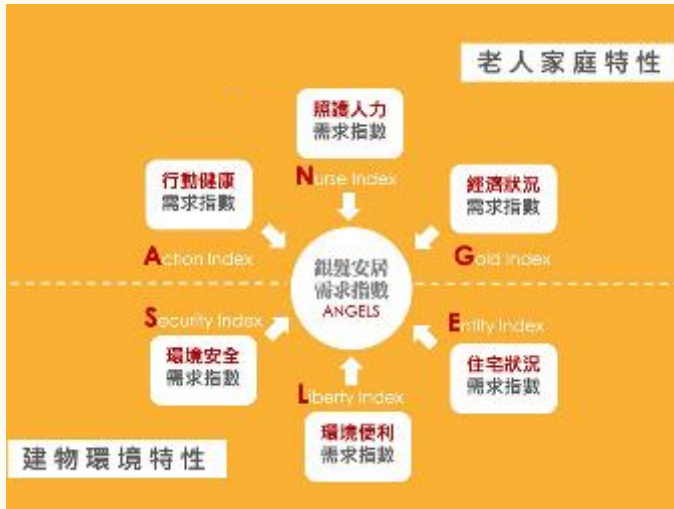 老人家庭特性
照護人力
需求指數
Nurse Index
行動健康
需求指數
Action Index
經濟狀況
需求指數
Gold Index
銀髮安居
需求指數
ANGELS
Security Index
環境安全
需求指數
Entity Index
住宅狀況
需求指數
Liberty Index
環境便利
需求指數
建物環境特性